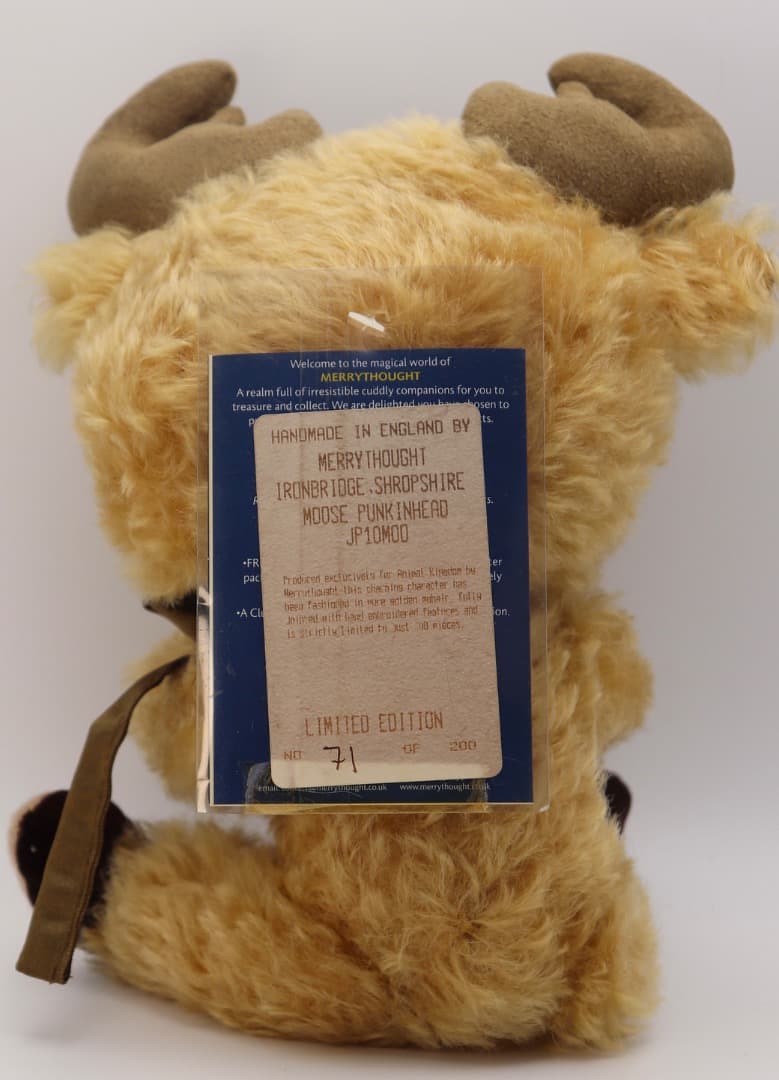 Welcome to the magical world of
MERRYTHOUGHT
A realm full of irresistible cuddly companions for you to
treasure and collect. We are delighted you have chosen to
HANDMADE IN ENGLAND BY
MERRYTHOUGHT
IRONBRIDGE.SHROPSHIRE
MOOSE PUNKINHEAD
JP10MOO
Produced exclusively for Animal Kingdom by
Merrythought this charming character has
been fashioned in pure golden mohair, fully
jointed with hand embroidered features and
is strictly limited to just 200 pieces.
LIMITED EDITION
NO 71 OF 200
merrythought.co.uk www.merrythought.co.uk